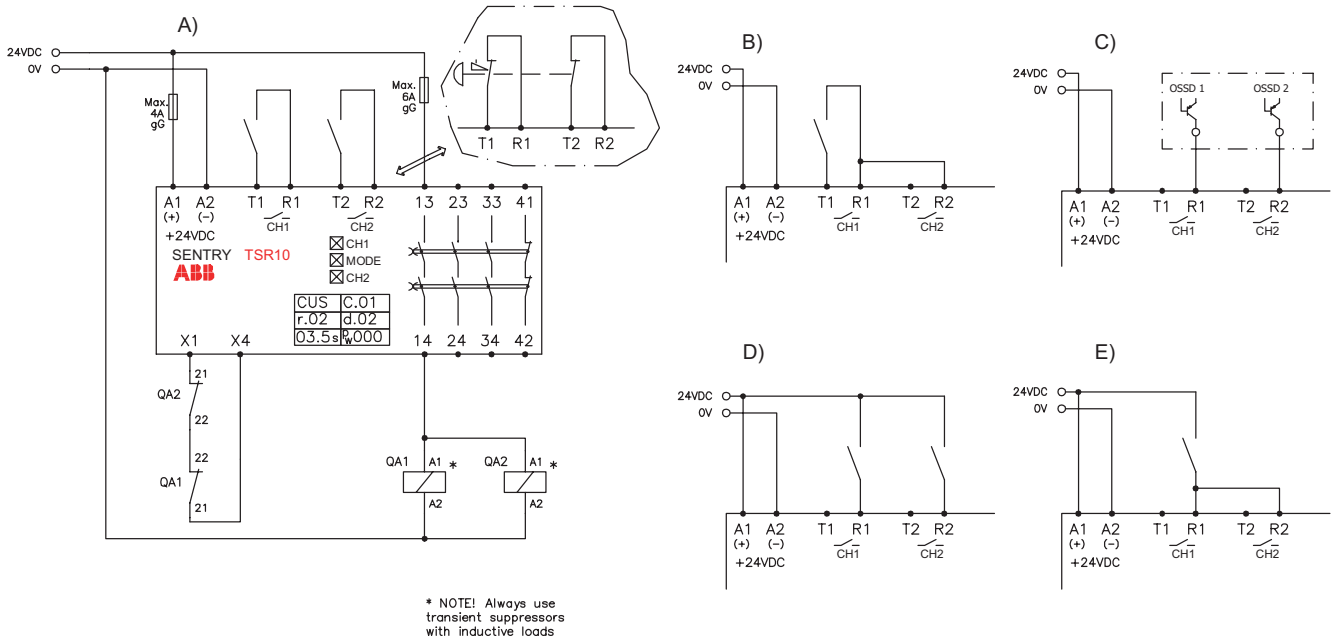 A)
24VDC
0V
Max.
4A
gG
Max.
6A
gG
T1 R1 T2 R2
A1 A2 T1 R1 T2 R2 13 23 33 41
(+) (-) CH1 CH2
+24VDC
SENTRY TSR10
ABB
CH1
MODE
CH2
CUS C.01
r.02 d.02
03.5s Pw000
X1 X4 14 24 34 42
21
QA2
22
22
QA1
21
QA1 A1 * QA2 A1 *
A2 A2
* NOTE! Always use
transient suppressors
with inductive loads
B)
24VDC
0V
A1 A2 T1 R1 T2 R2
(+) (-) CH1 CH2
+24VDC
C)
24VDC
0V
OSSD 1 OSSD 2
A1 A2 T1 R1 T2 R2
(+) (-) CH1 CH2
+24VDC
D)
24VDC
0V
A1 A2 T1 R1 T2 R2
(+) (-) CH1 CH2
+24VDC
E)
24VDC
0V
A1 A2 T1 R1 T2 R2
(+) (-) CH1 CH2
+24VDC